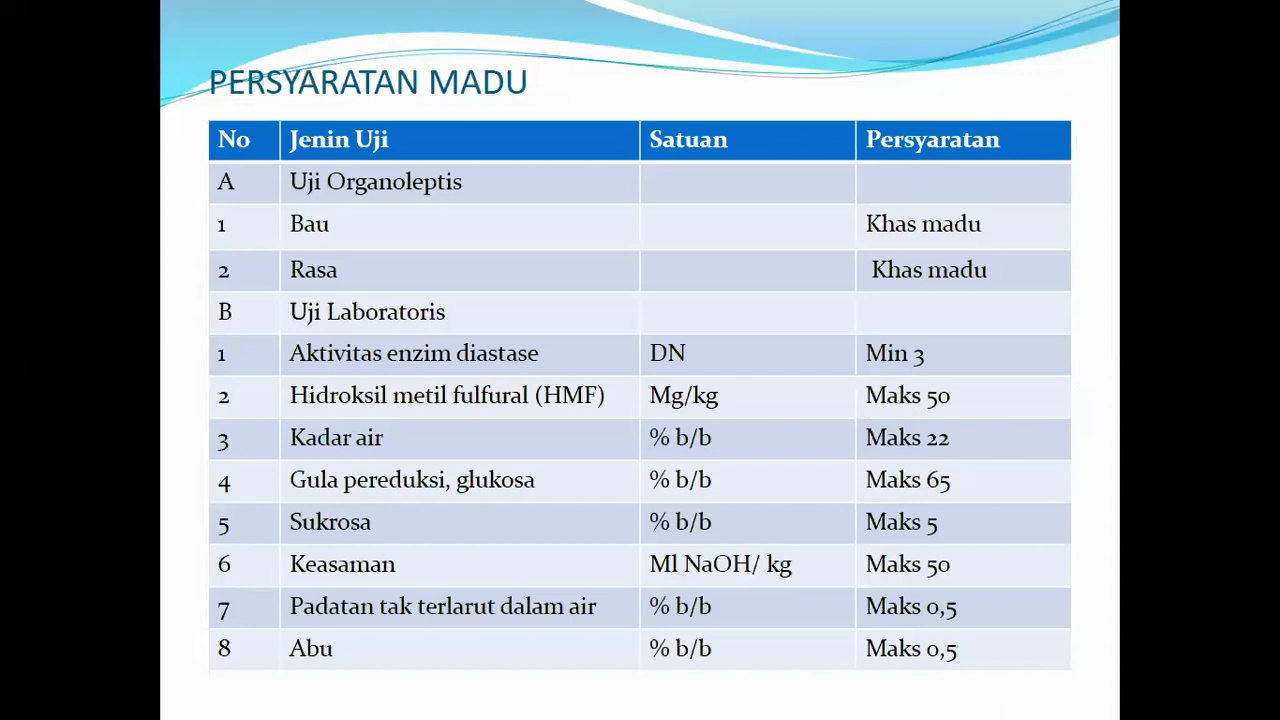 PERSYARATAN MADU
No Jenin Uji Satuan Persyaratan
A Uji Organoleptis
1 Bau Khas madu
2 Rasa Khas madu
B Uji Laboratoris
1 Aktivitas enzim diastase DN Min 3
2 Hidroksil metil fulfural (HMF) Mg/kg Maks 50
3 Kadar air % b/b Maks 22
4 Gula pereduksi, glukosa % b/b Maks 65
5 Sukrosa % b/b Maks 5
6 Keasaman Ml NaOH/ kg Maks 50
7 Padatan tak terlarut dalam air % b/b Maks 0,5
8 Abu % b/b Maks 0,5